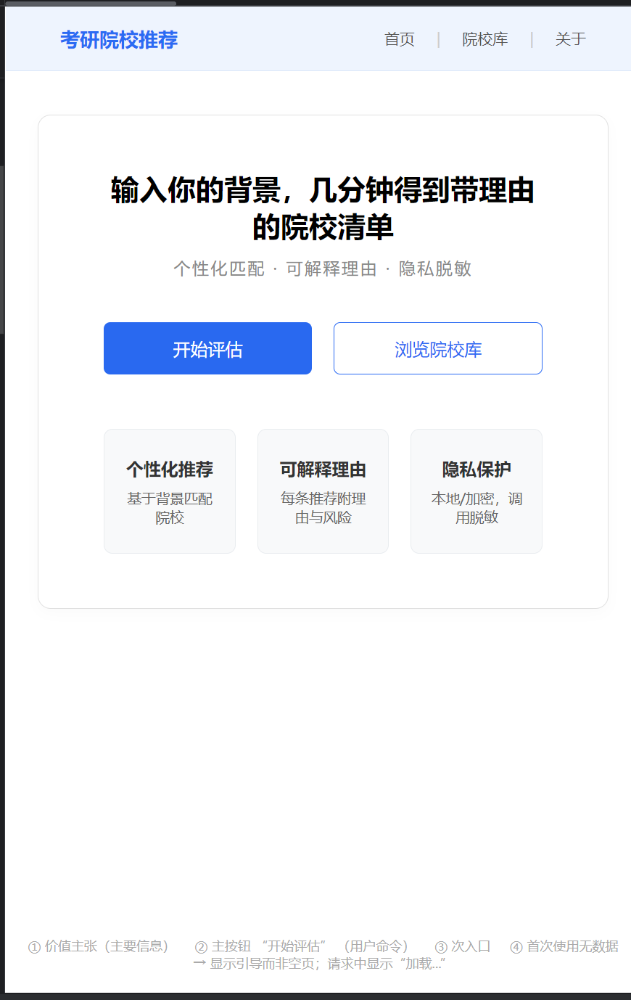 考研院校推荐
首页 | 院校库 | 关于
输入你的背景，几分钟得到带理由
的院校清单
个性化匹配 · 可解释理由 · 隐私脱敏
开始评估
浏览院校库
个性化推荐
基于背景匹配
院校
可解释理由
每条推荐附理
由与风险
隐私保护
本地/加密，调
用脱敏
① 价值主张（主要信息） ② 主按钮 “开始评估” （用户命令） ③ 次入口 ④ 首次使用无数据
→ 显示引导而非空页；请求中显示“加载...”